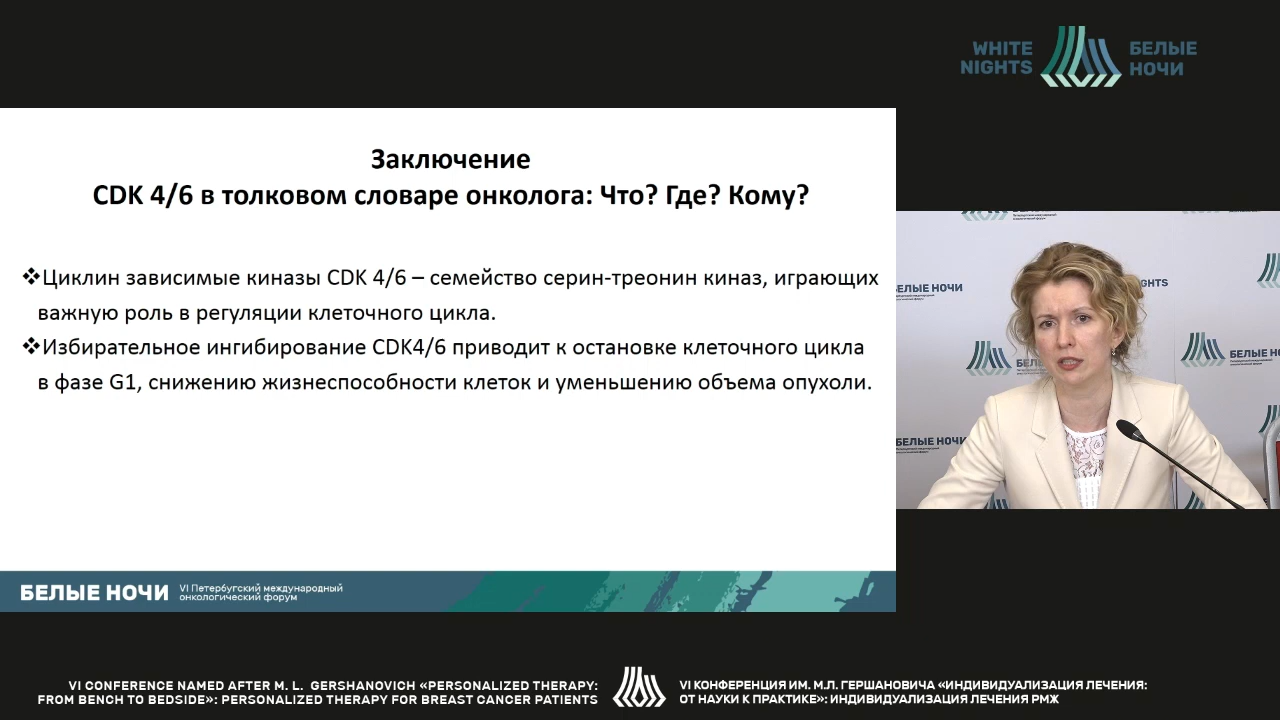 WHITE
NIGHTS
БЕЛЫЕ
НОЧИ
Заключение
CDK 4/6 в толковом словаре онколога: Что? Где? Кому?
❖Циклин зависимые киназы CDK 4/6 – семейство серин-треонин киназ, играющих
важную роль в регуляции клеточного цикла.
❖Избирательное ингибирование CDK4/6 приводит к остановке клеточного цикла
в фазе G1, снижению жизнеспособности клеток и уменьшению объема опухоли.
БЕЛЫЕ НОЧИ
VI Петербугский международный
онкологический форум
БЕЛЫЕ НОЧИ
NIGHTS
БЕЛЫЕ НОЧИ
VI CONFERENCE NAMED AFTER M. L. GERSHANOVICH «PERSONALIZED THERAPY:
FROM BENCH TO BEDSIDE»: PERSONALIZED THERAPY FOR BREAST CANCER PATIENTS
VI КОНФЕРЕНЦИЯ ИМ. М.Л. ГЕРШАНОВИЧА «ИНДИВИДУАЛИЗАЦИЯ ЛЕЧЕНИЯ:
ОТ НАУКИ К ПРАКТИКЕ»: ИНДИВИДУАЛИЗАЦИЯ ЛЕЧЕНИЯ РМЖ